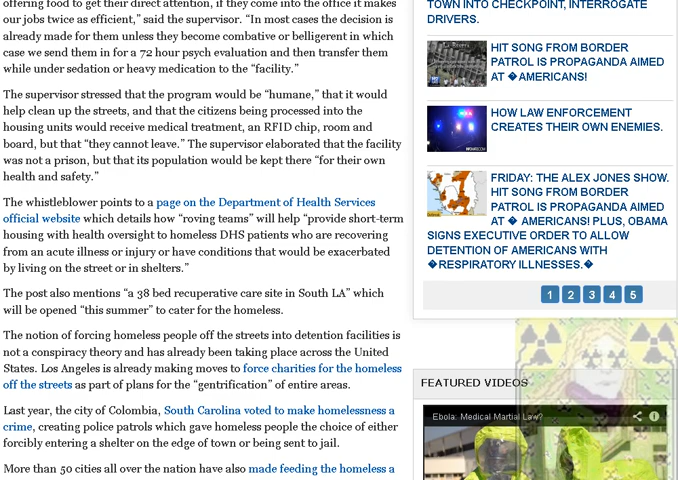 offering food to get their direct attention, if they come into the office it makes
our jobs twice as efficient,” said the supervisor. “In most cases the decision is
already made for them unless they become combative or belligerent in which
case we send them in for a 72 hour psych evaluation and then transfer them
while under sedation or heavy medication to the “facility.”
The supervisor stressed that the program would be “humane,” that it would
help clean up the streets, and that the citizens being processed into the
housing units would receive medical treatment, an RFID chip, room and
board, but that “they cannot leave.” The supervisor elaborated that the facility
was not a prison, but that its population would be kept there “for their own
health and safety.”
The whistleblower points to a page on the Department of Health Services
official website which details how “roving teams” will help “provide short-term
housing with health oversight to homeless DHS patients who are recovering
from an acute illness or injury or have conditions that would be exacerbated
by living on the street or in shelters.”
The post also mentions “a 38 bed recuperative care site in South LA” which
will be opened “this summer” to cater for the homeless.
The notion of forcing homeless people off the streets into detention facilities is
not a conspiracy theory and has already been taking place across the United
States. Los Angeles is already making moves to force charities for the homeless
off the streets as part of plans for the “gentrification” of entire areas.
Last year, the city of Colombia, South Carolina voted to make homelessness a
crime, creating police patrols which gave homeless people the choice of either
forcibly entering a shelter on the edge of town or being sent to jail.
More than 50 cities all over the nation have also made feeding the homeless a
TOWN INTO CHECKPOINT, INTERROGATE
DRIVERS.
HIT SONG FROM BORDER
PATROL IS PROPAGANDA AIMED
AT �AMERICANS!
HOW LAW ENFORCEMENT
CREATES THEIR OWN ENEMIES.
FRIDAY: THE ALEX JONES SHOW.
HIT SONG FROM BORDER
PATROL IS PROPAGANDA AIMED
AT � AMERICANS! PLUS, OBAMA
SIGNS EXECUTIVE ORDER TO ALLOW
DETENTION OF AMERICANS WITH
�RESPIRATORY ILLNESSES.�
1 2 3 4 5
FEATURED VIDEOS
Ebola: Medical Martial Law?